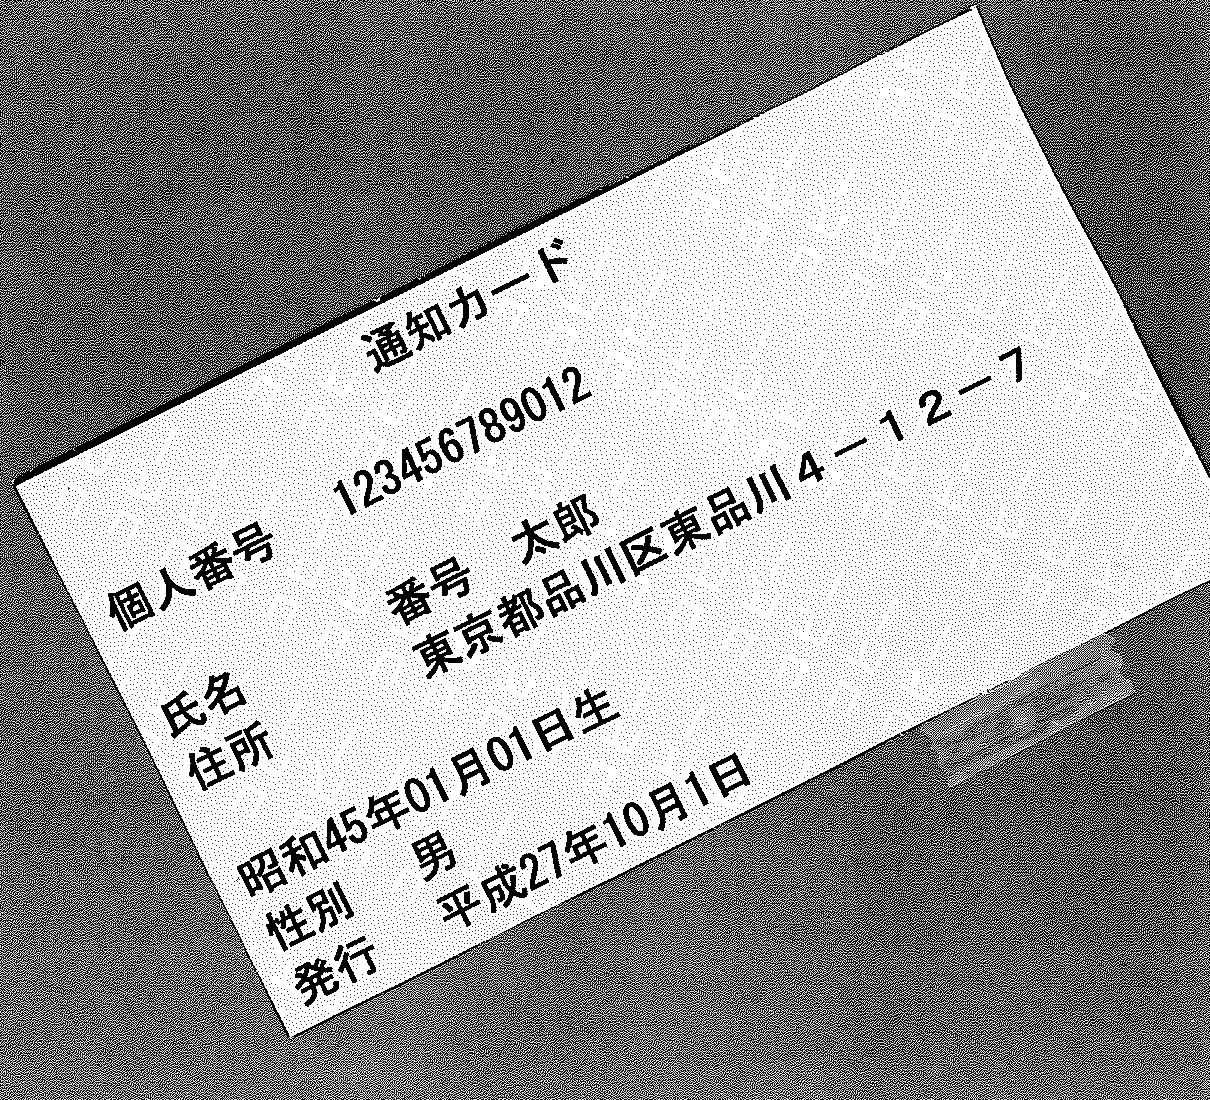 通知カード
個人番号　123456789012
氏名　番号　太郎
住所　東京都品川区東品川４－１２－７
昭和45年01月01日生
性別　男
発行　平成27年10月1日